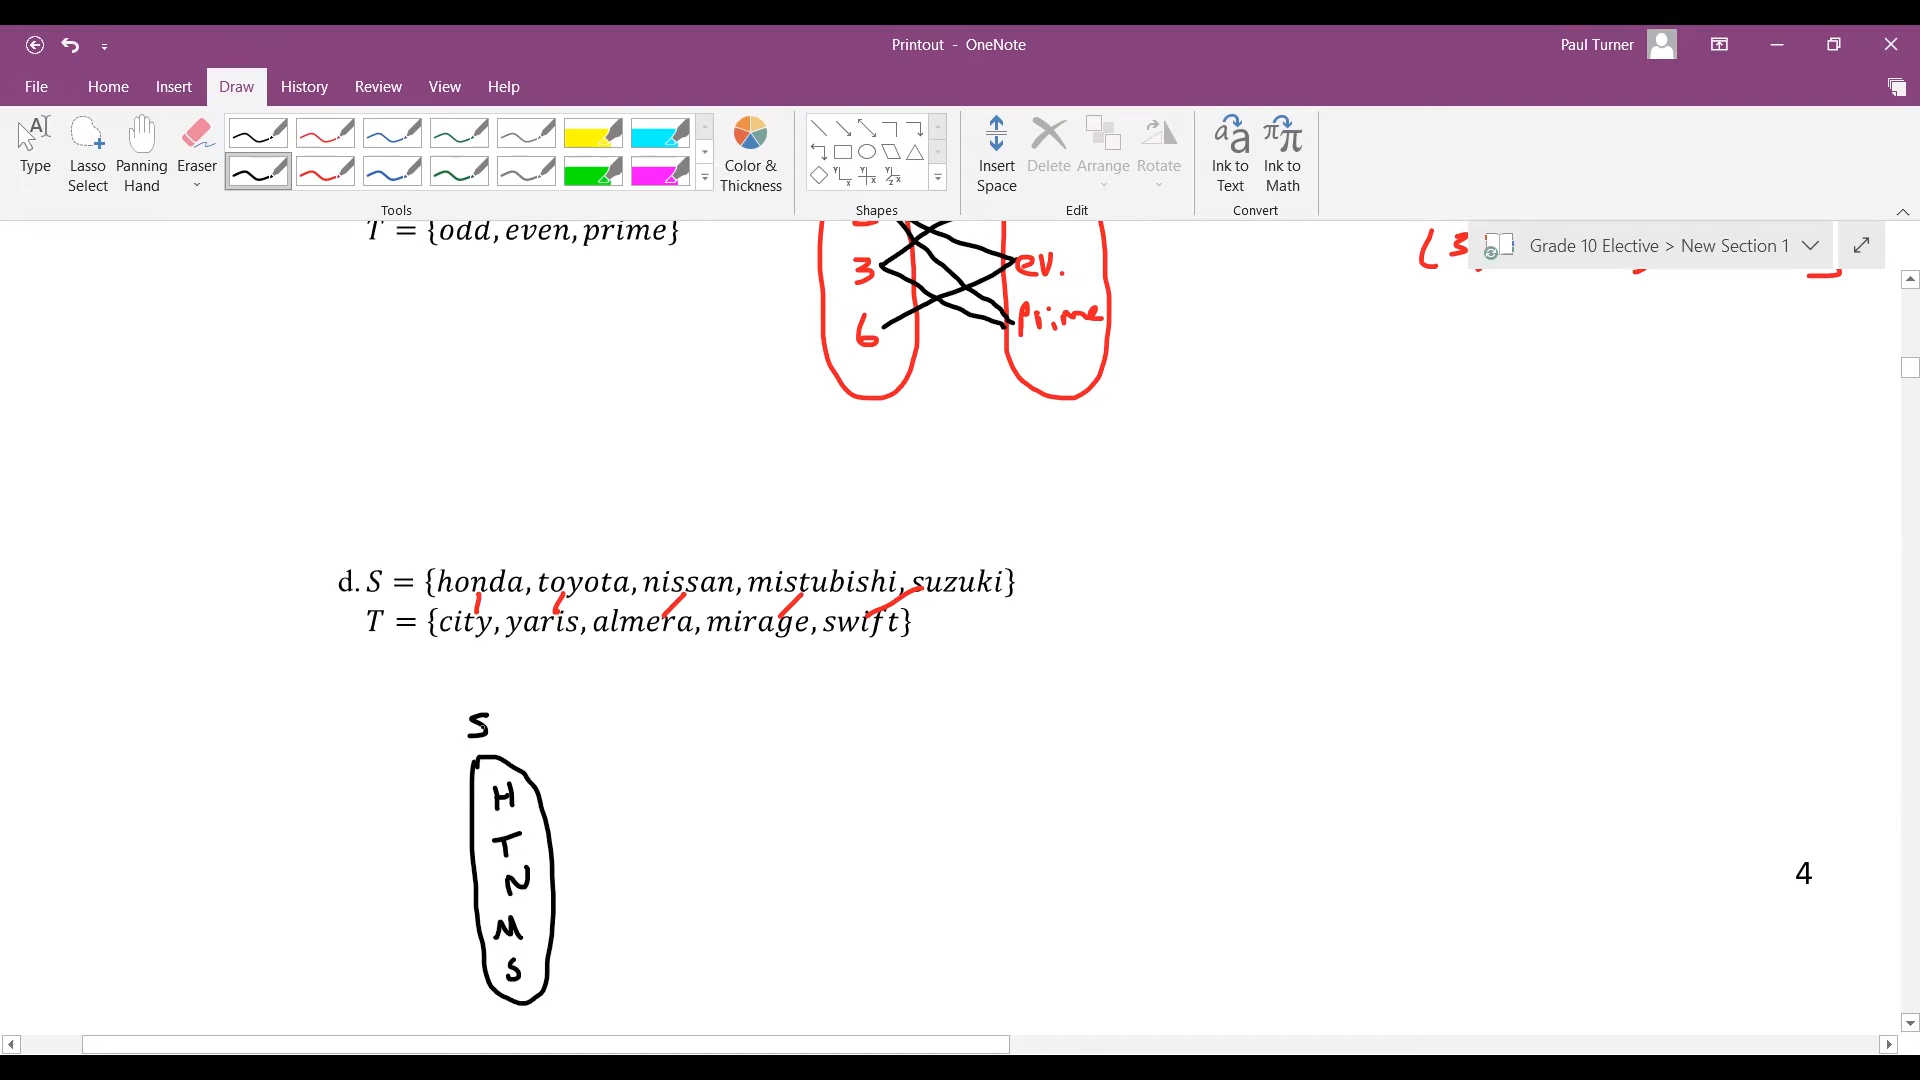 Printout - OneNote
Paul Turner
File Home Insert Draw History Review View Help
Type
Lasso Select
Panning Hand
Eraser
Color & Thickness
Insert Space
Delete
Arrange
Rotate
Ink to Text
Ink to Math
Tools
Shapes
Edit
Convert
T = {odd, even, prime}
3
ev.
prime
6
(3
Grade 10 Elective > New Section 1
d. S = {honda, toyota, nissan, mistubishi, suzuki}
T = {city, yaris, almera, mirage, swift}
S
H
T
N
M
S
4